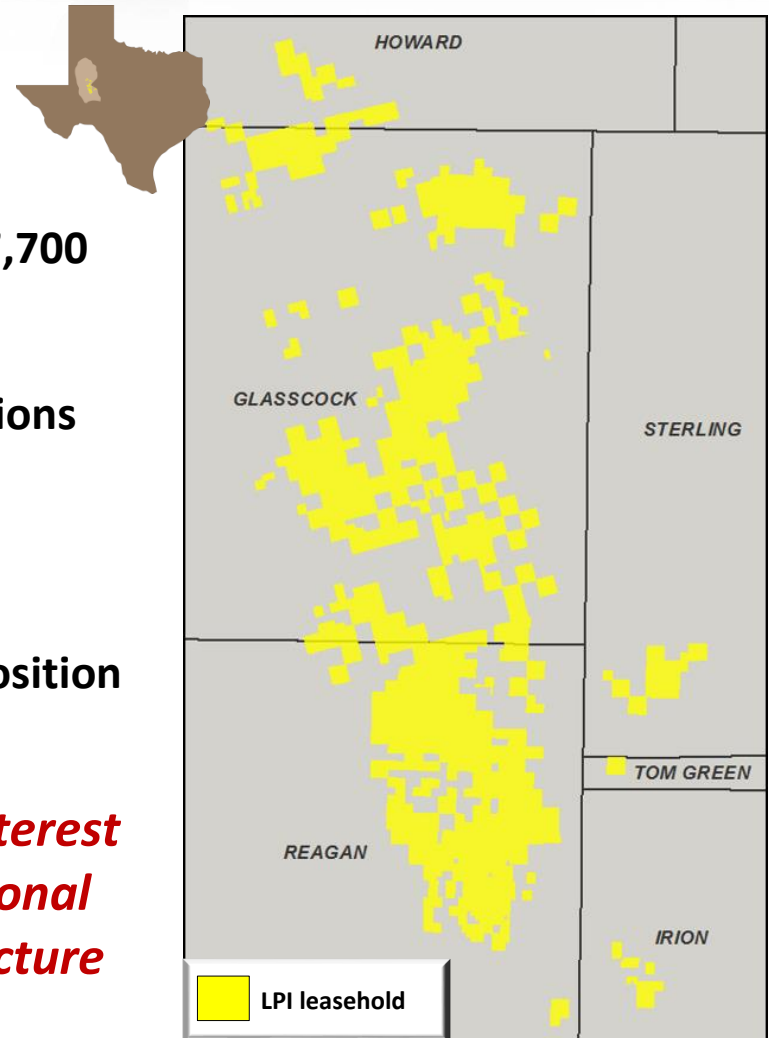 HOWARD
,700
GLASSCOCK
ions
STERLING
osition
TOM GREEN
terest
REAGAN
onal
IRION
cture
LPI leasehold